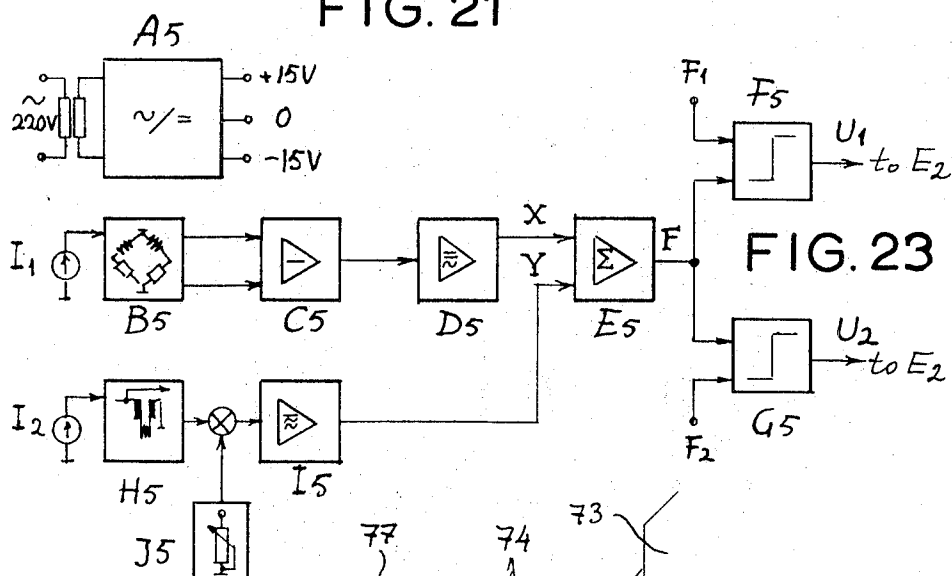 FIG. 21
A5
+15V
~
220V
~/=
0
-15V
F1
F5
U1
to E2
I1
X
Y
Σ
F
FIG. 23
B5
C5
D5
E5
U2
to E2
I2
G5
F2
H5
I5
J5
77
74
73